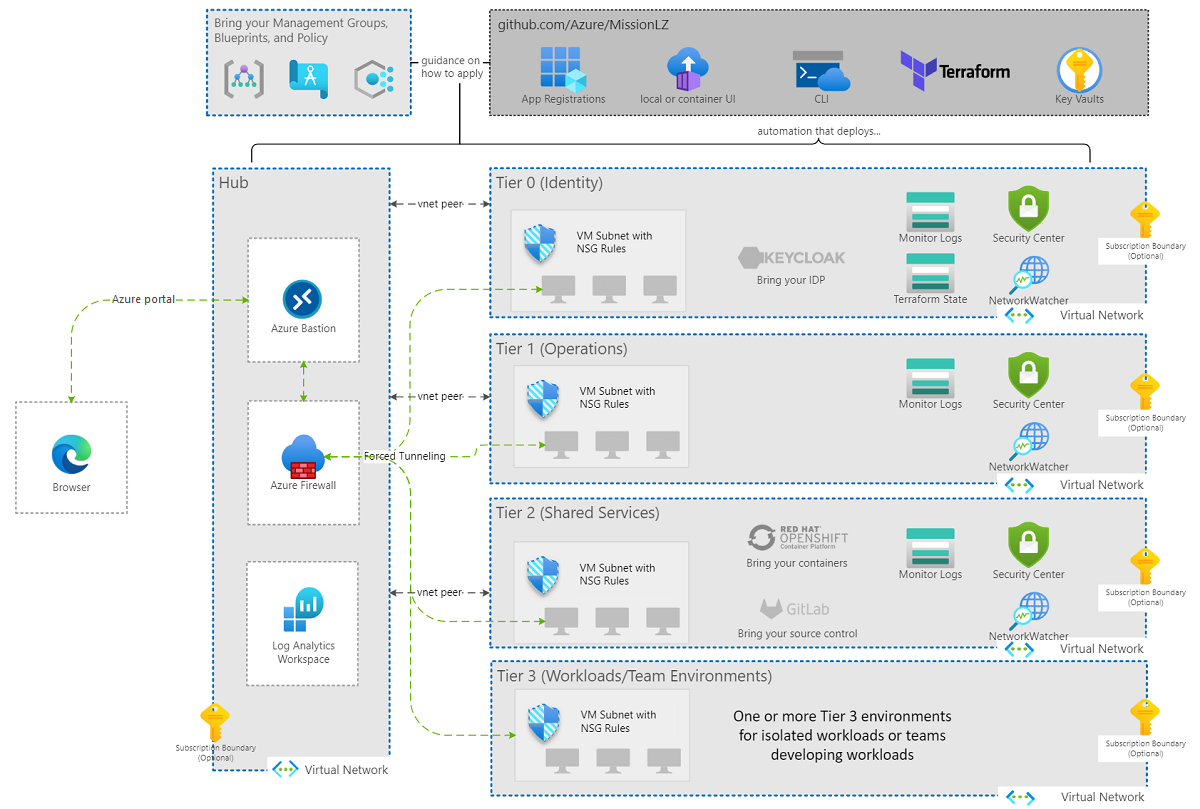 Bring your Management Groups,
Blueprints, and Policy
guidance on
how to apply
github.com/Azure/MissionLZ
App Registrations
local or container UI
CLI
Terraform
Key Vaults
automation that deploys...
Hub
Azure portal
Azure Bastion
Browser
Azure Firewall
Log Analytics
Workspace
Subscription Boundary
(Optional)
Virtual Network
vnet peer
vnet peer
vnet peer
Forced Tunneling
Tier 0 (Identity)
VM Subnet with
NSG Rules
KEYCLOAK
Bring your IDP
Monitor Logs
Security Center
Terraform State
NetworkWatcher
Subscription Boundary
(Optional)
Virtual Network
Tier 1 (Operations)
VM Subnet with
NSG Rules
Monitor Logs
Security Center
NetworkWatcher
Subscription Boundary
(Optional)
Virtual Network
Tier 2 (Shared Services)
VM Subnet with
NSG Rules
RED HAT
OPENSHIFT
Container Platform
Bring your containers
GitLab
Bring your source control
Monitor Logs
Security Center
NetworkWatcher
Subscription Boundary
(Optional)
Virtual Network
Tier 3 (Workloads/Team Environments)
VM Subnet with
NSG Rules
One or more Tier 3 environments
for isolated workloads or teams
developing workloads
Subscription Boundary
(Optional)
Virtual Network